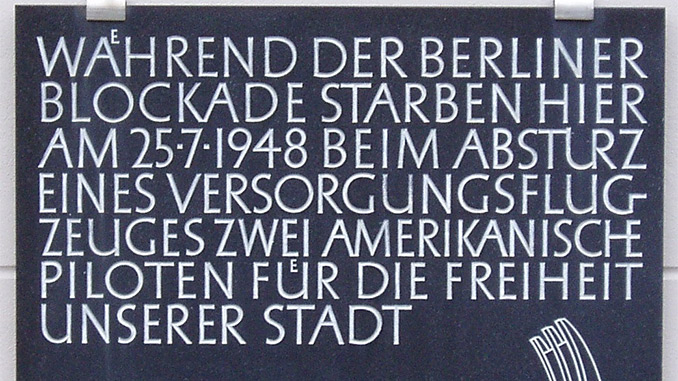 WÄHREND DER BERLINER
BLOCKADE STARBEN HIER
AM 25·7·1948 BEIM ABSTURZ
EINES VERSORGUNGSFLUG-
ZEUGES ZWEI AMERIKANISCHE
PILOTEN FÜR DIE FREIHEIT
UNSERER STADT